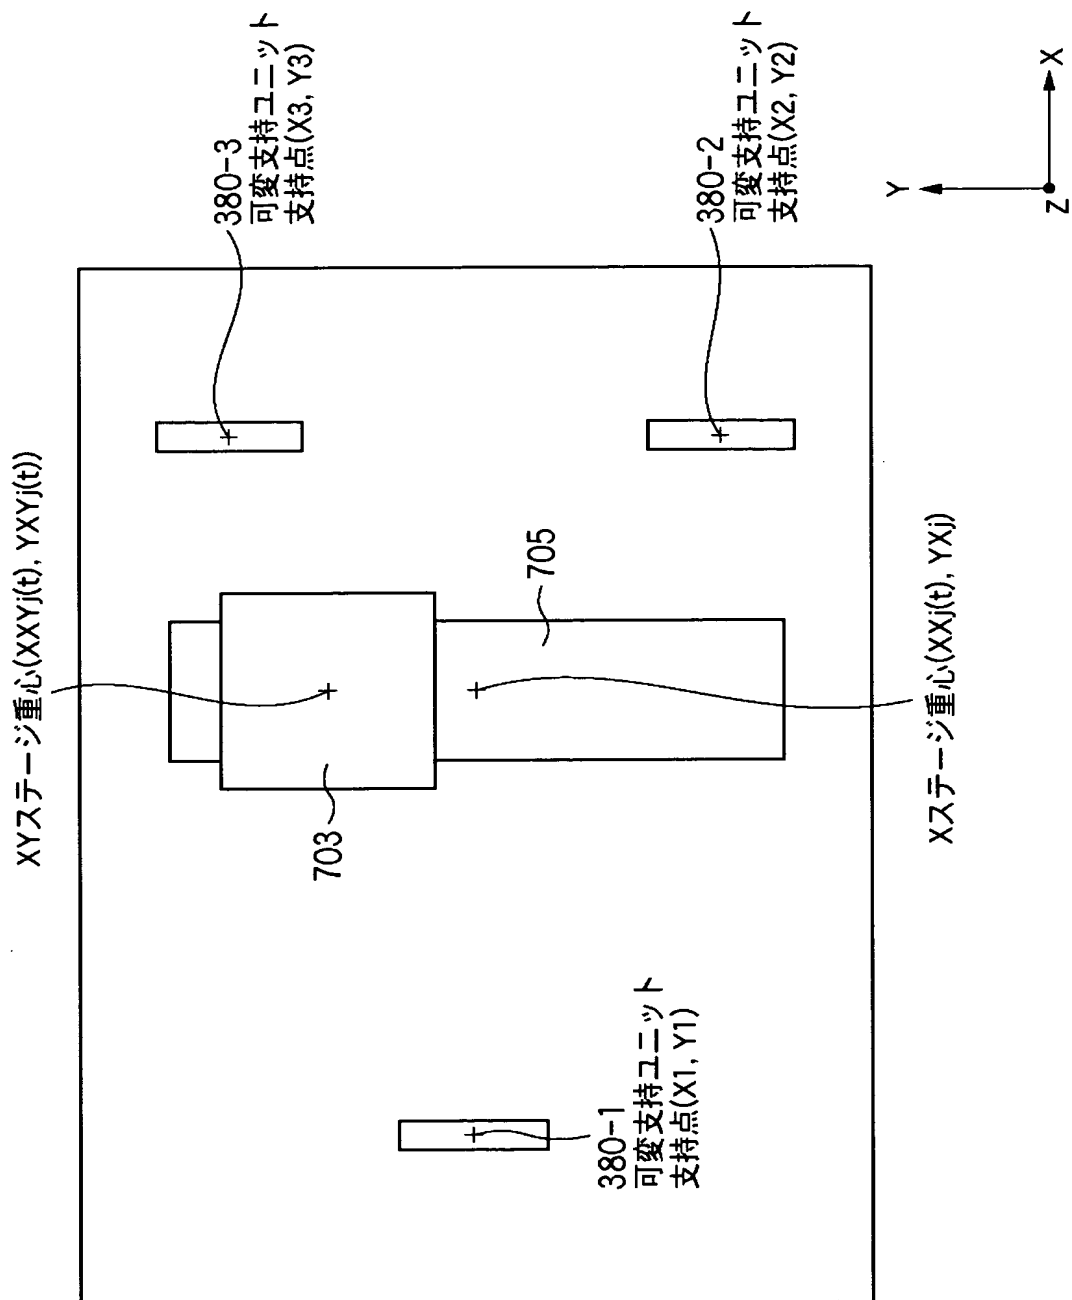 XYステージ重心(XXYj(t), YXYj(t))
380-3
可変支持ユニット
支持点(X3, Y3)
703
705
380-1
可変支持ユニット
支持点(X1, Y1)
380-2
可変支持ユニット
支持点(X2, Y2)
Xステージ重心(XXj(t), YXj)
Y
X
Z